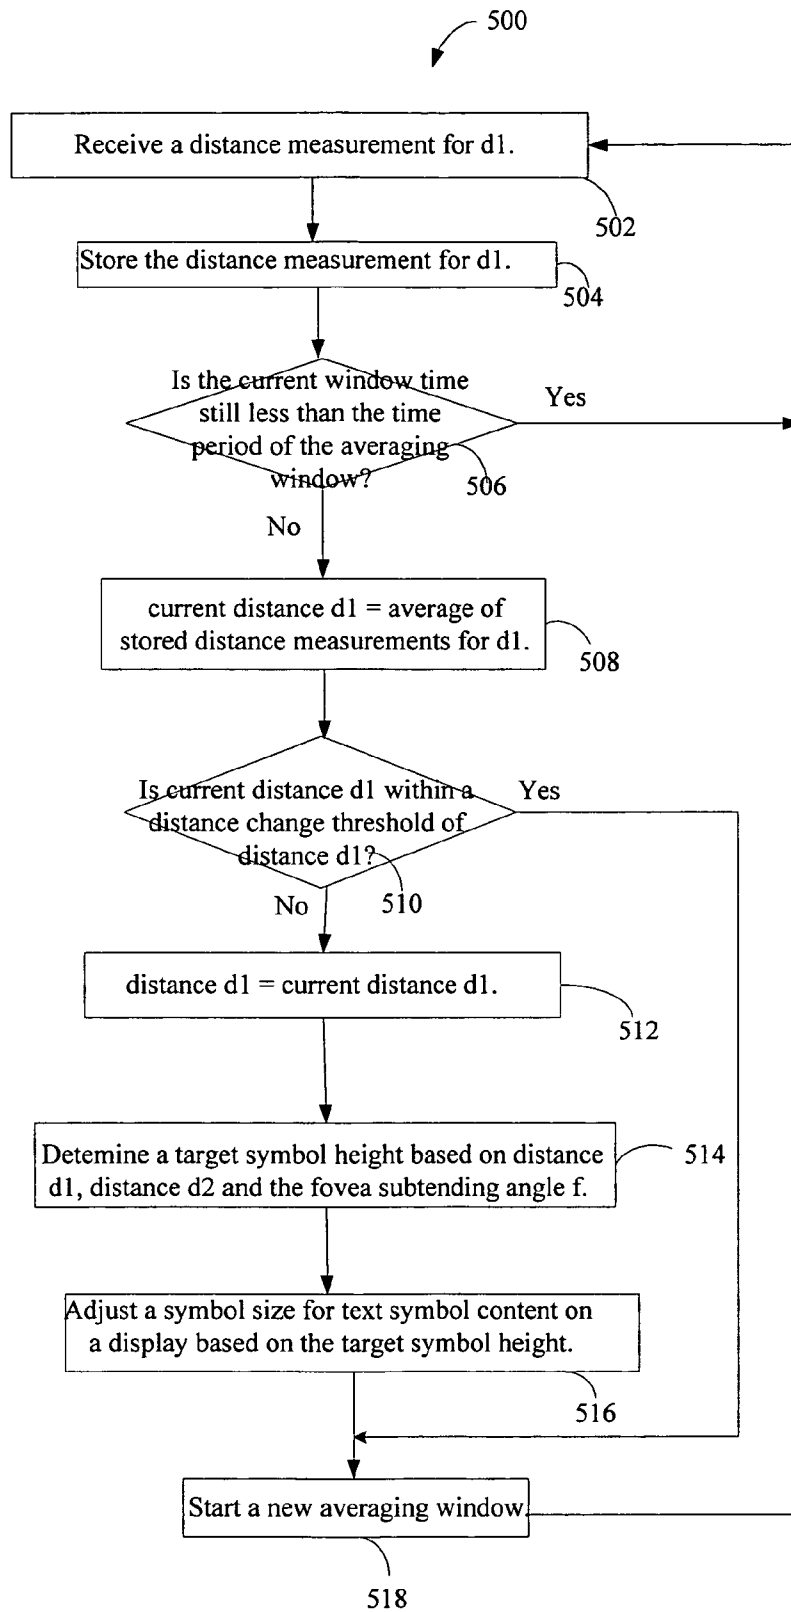 500
Receive a distance measurement for d1.
502
Store the distance measurement for d1.
504
Is the current window time
still less than the time
period of the averaging
window?
Yes
506
No
current distance d1 = average of
stored distance measurements for d1.
508
Is current distance d1 within a
distance change threshold of
distance d1?
Yes
510
No
distance d1 = current distance d1.
512
Detemine a target symbol height based on distance
d1, distance d2 and the fovea subtending angle f.
514
Adjust a symbol size for text symbol content on
a display based on the target symbol height.
516
Start a new averaging window
518